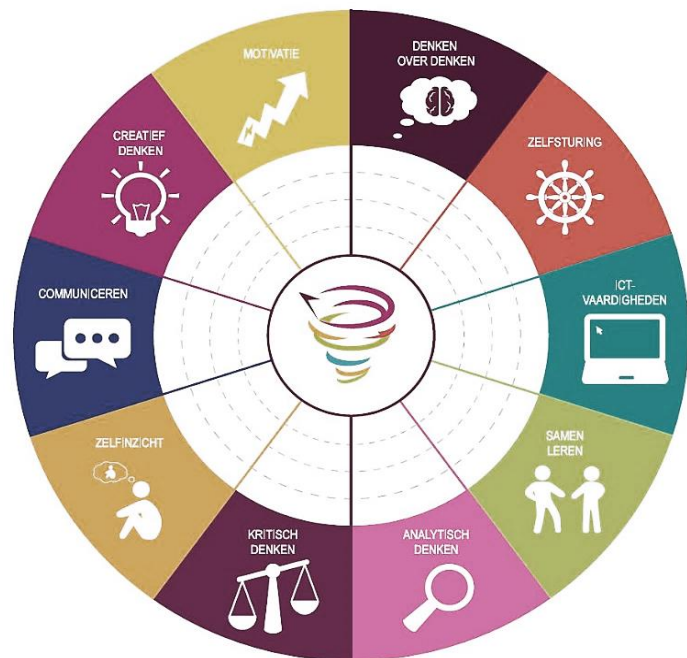 MOTIVATIE
DENKEN
OVER DENKEN
ZELFSTURING
ICT-
VAARDIGHEDEN
SAMEN
LEREN
ANALYTISCH
DENKEN
KRITISCH
DENKEN
ZELFINZICHT
COMMUNICEREN
CREATIEF
DENKEN